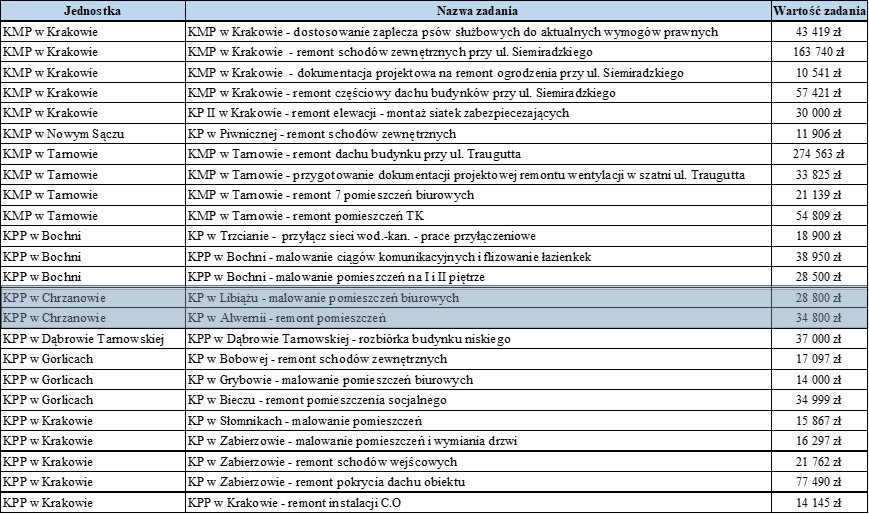 Jednostka Nazwa zadania Wartość zadania
KMP w Krakowie KMP w Krakowie - dostosowanie zaplecza psów służbowych do aktualnych wymogów prawnych 43 419 zł
KMP w Krakowie KMP w Krakowie - remont schodów zewnętrznych przy ul. Siemiradzkiego 163 740 zł
KMP w Krakowie KMP w Krakowie - dokumentacja projektowa na remont ogrodzenia przy ul. Siemiradzkiego 10 541 zł
KMP w Krakowie KMP w Krakowie - remont częściowy dachu budynków przy ul. Siemiradzkiego 57 421 zł
KMP w Krakowie KP II w Krakowie - remont elewacji - montaż siatek zabezpieczezających 30 000 zł
KMP w Nowym Sączu KP w Piwnicznej - remont schodów zewnętrznych 11 906 zł
KMP w Tarnowie KMP w Tarnowie - remont dachu budynku przy ul. Traugutta 274 563 zł
KMP w Tarnowie KMP w Tarnowie - przygotowanie dokumentacji projektowej remontu wentylacji w szatni ul. Traugutta 33 825 zł
KMP w Tarnowie KMP w Tarnowie - remont 7 pomieszczeń biurowych 21 139 zł
KMP w Tarnowie KMP w Tarnowie - remont pomieszczeń TK 54 809 zł
KPP w Bochni KP w Trzcianie - przyłącz sieci wod.-kan. - prace przyłączeniowe 18 900 zł
KPP w Bochni KPP w Bochni - malowanie ciągów komunikacyjnych i flizowanie łazienkek 38 950 zł
KPP w Bochni KPP w Bochni - malowanie pomieszczeń na I i II piętrze 28 500 zł
KPP w Chrzanowie KP w Libiążu - malowanie pomieszczeń biurowych 28 800 zł
KPP w Chrzanowie KP w Alwernii - remont pomieszczeń 34 800 zł
KPP w Dąbrowie Tarnowskiej KPP w Dąbrowie Tarnowskiej - rozbiórka budynku niskiego 37 000 zł
KPP w Gorlicach KP w Bobowej - remont schodów zewnętrznych 17 097 zł
KPP w Gorlicach KP w Grybowie - malowanie pomieszczeń biurowych 14 000 zł
KPP w Gorlicach KP w Bieczu - remont pomieszczenia socjalnego 34 999 zł
KPP w Krakowie KP w Słomnikach - malowanie pomieszczeń 15 867 zł
KPP w Krakowie KP w Zabierzowie - malowanie pomieszczeń i wymiania drzwi 16 297 zł
KPP w Krakowie KP w Zabierzowie - remont schodów wejścowych 21 762 zł
KPP w Krakowie KP w Zabierzowie - remont pokrycia dachu obiektu 77 490 zł
KPP w Krakowie KPP w Krakowie - remont instalacji C.O 14 145 zł